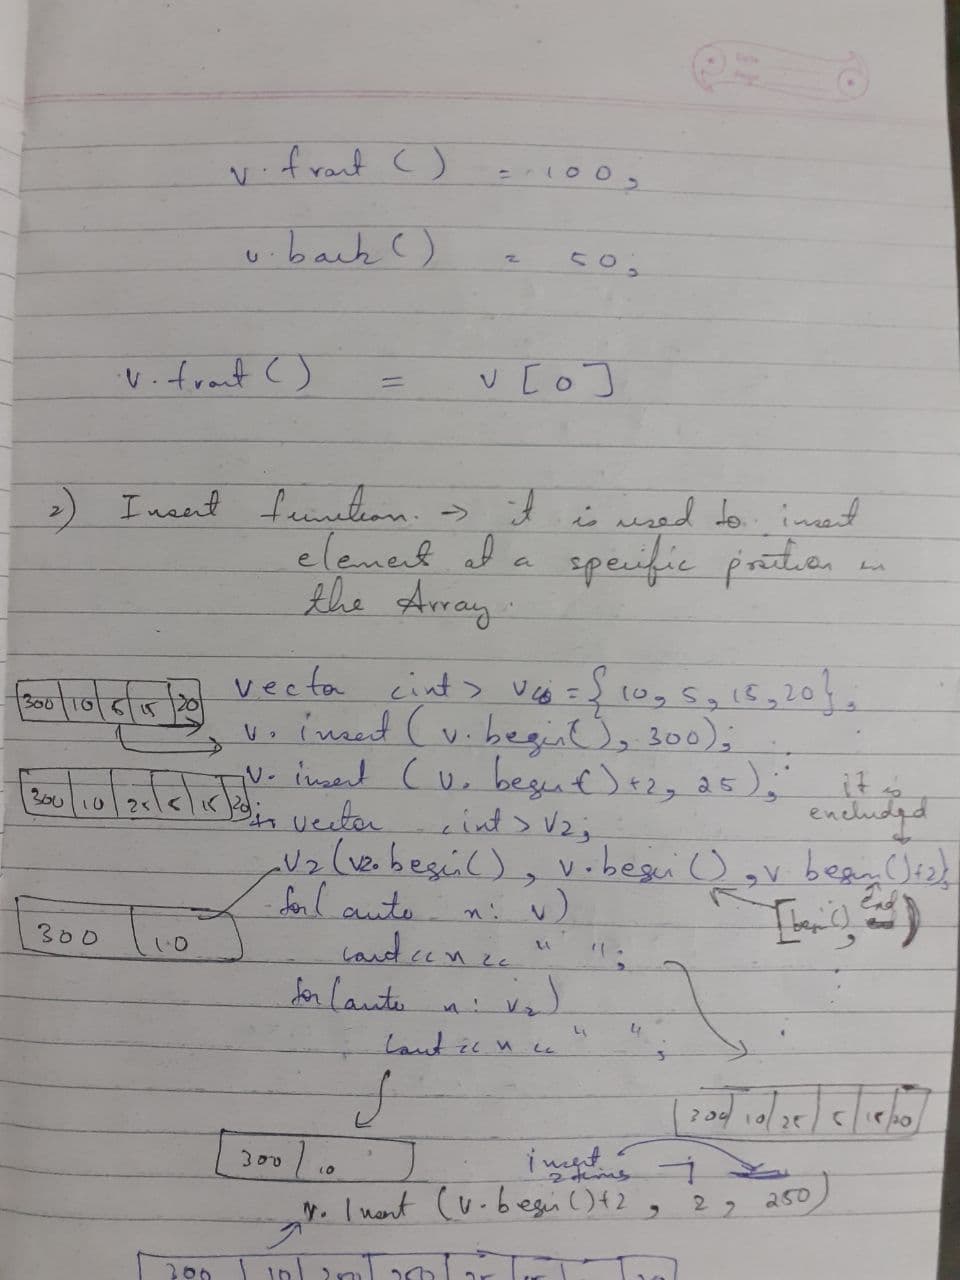 v.front() = 100;
v.back() = 50;
v.front() = v[0]
2) Insert function. → it is used to insert
element at a specific position in
the Array.
300 10 5 15 20
vector <int> v = { 10, 5, 15, 20 };
v. insert ( v. begin(), 300);
v. insert ( v. begin()+2, 25);
it is
excluded
300 10 25 5 15 20
vector <int> v2;
v2 (v2.begin(), v.begin(), v.begin()+2);
[begin(), End)
for( auto n: v)
cout << n << " ";
300 10
for(auto n: v2)
cout << n << " ";
300 10 25 5 15 20
300 10
insert
2 times
v. Insert (v.begin()+2, 2, 250)
300 10 250 250 25